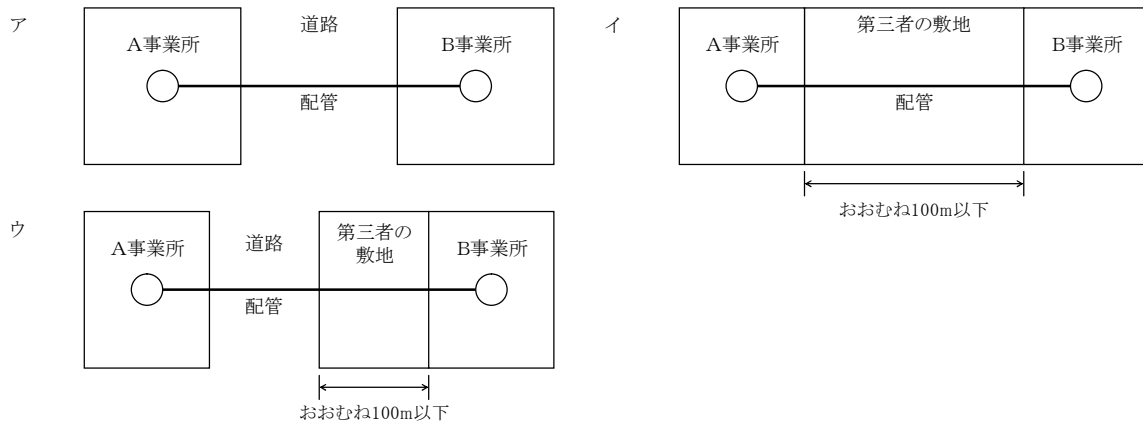 ア
A事業所
道路
B事業所
配管
イ
A事業所
第三者の敷地
B事業所
配管
おおむね100m以下
ウ
A事業所
道路
第三者の
敷地
B事業所
配管
おおむね100m以下